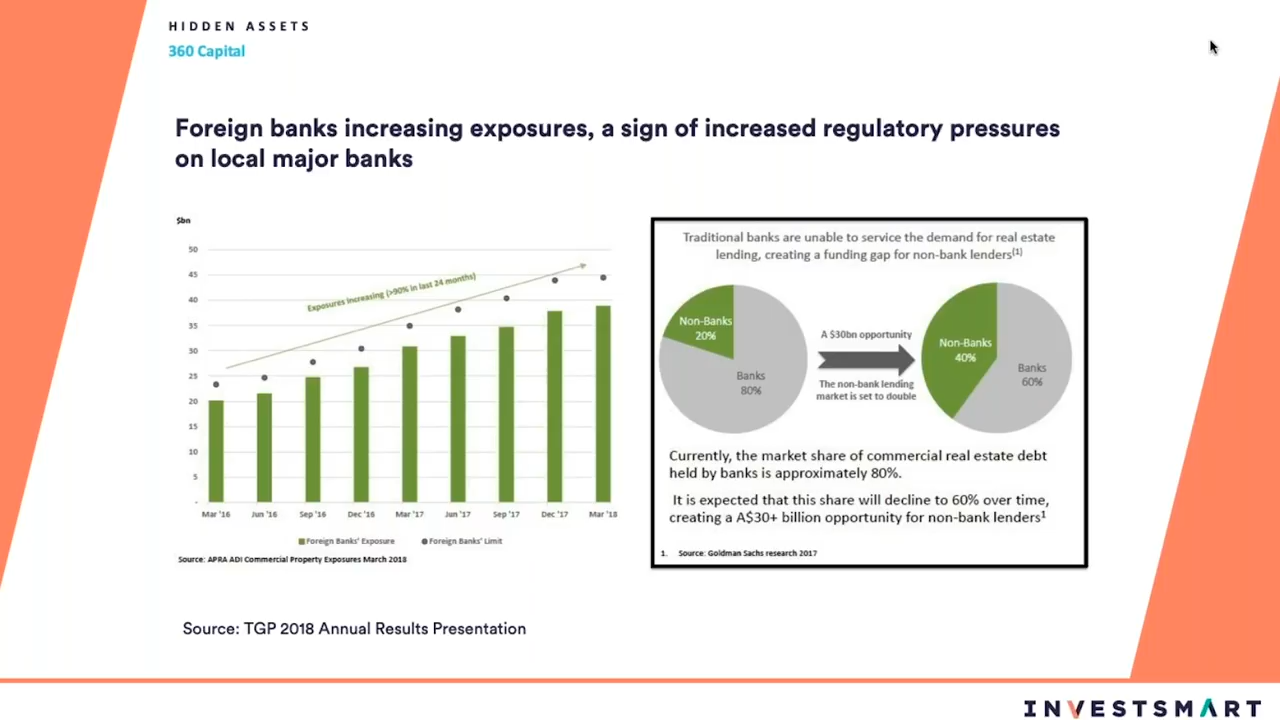 HIDDEN ASSETS
360 Capital
Foreign banks increasing exposures, a sign of increased regulatory pressures
on local major banks
$bn
50
45
40
35
30
25
20
15
10
5
-
Exposures increasing (>90% in last 24 months)
Mar '16 Jun '16 Sep '16 Dec '16 Mar '17 Jun '17 Sep '17 Dec '17 Mar '18
Foreign Banks' Exposure Foreign Banks' Limit
Source: APRA ADI Commercial Property Exposures March 2018
Traditional banks are unable to service the demand for real estate
lending, creating a funding gap for non-bank lenders(1)
Non-Banks
20%
Banks
80%
A $30bn opportunity
The non-bank lending
market is set to double
Non-Banks
40%
Banks
60%
Currently, the market share of commercial real estate debt
held by banks is approximately 80%.
It is expected that this share will decline to 60% over time,
creating a A$30+ billion opportunity for non-bank lenders1
1. Source: Goldman Sachs research 2017
Source: TGP 2018 Annual Results Presentation
INVESTSMART